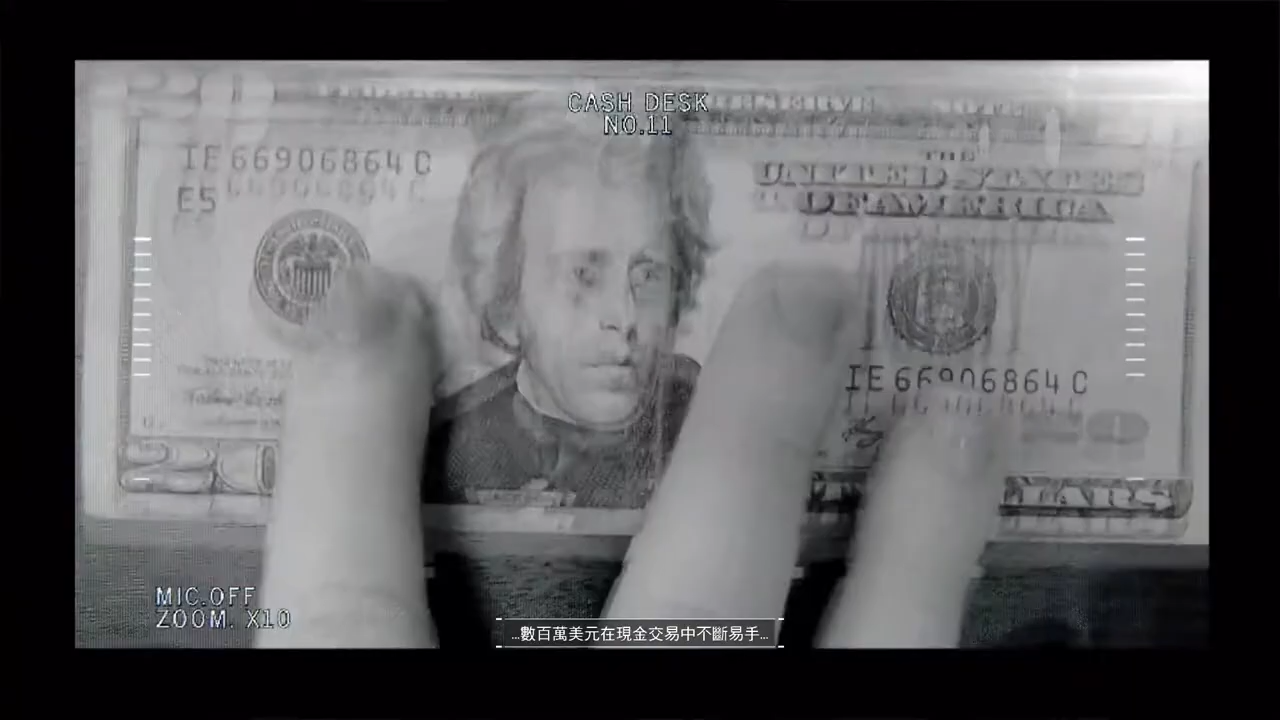 CASH DESK
NO.11
IE 66906864 C
E5
THE
UNITED STATES
OF AMERICA
IE 66906864 C
MIC.OFF
ZOOM. X10
…數百萬美元在現金交易中不斷易手…